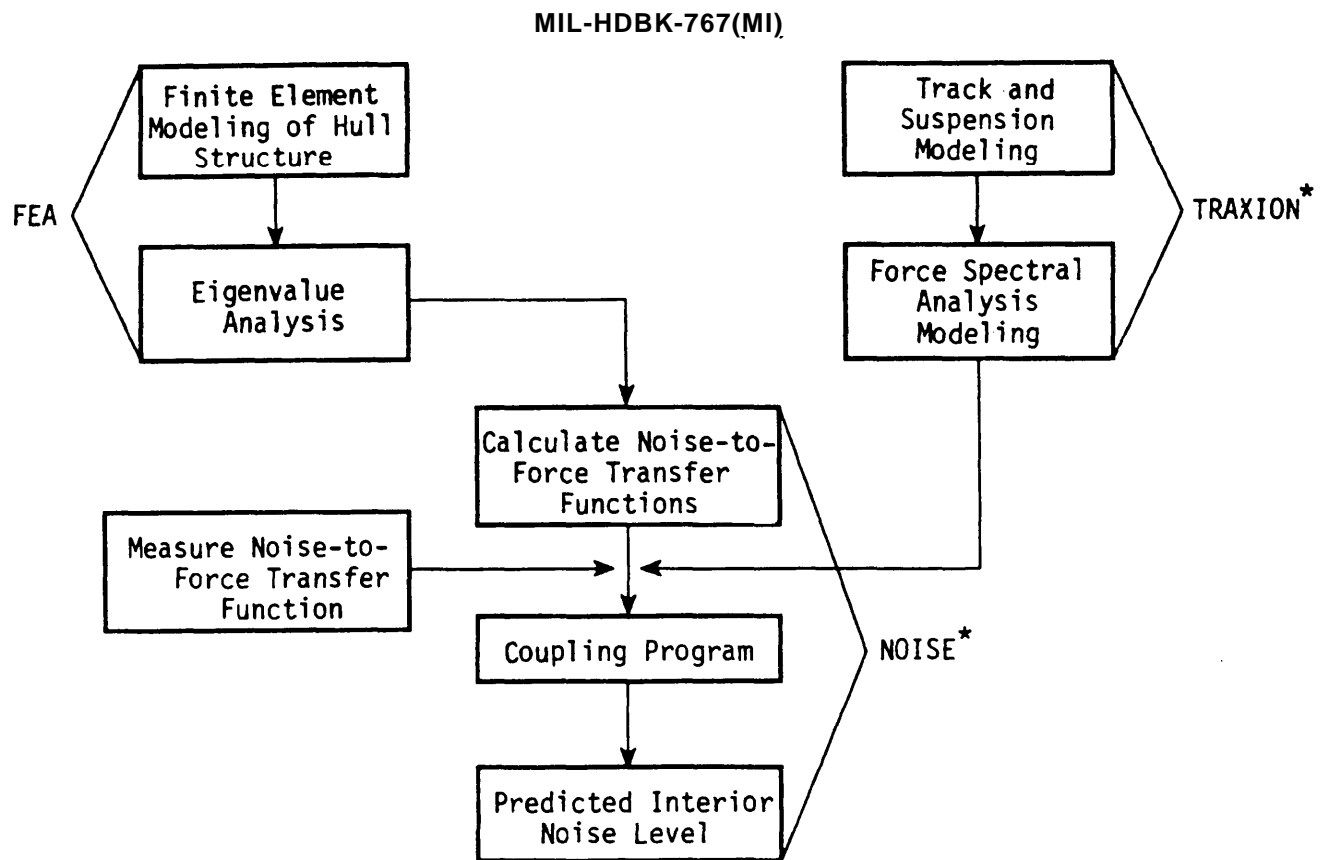 MIL-HDBK-767(MI)
Finite Element
Modeling of Hull
Structure
Track and
Suspension
Modeling
FEA
TRAXION*
Eigenvalue
Analysis
Force Spectral
Analysis
Modeling
Calculate Noise-to-
Force Transfer
Functions
Measure Noise-to-
Force Transfer
Function
Coupling Program
NOISE*
Predicted Interior
Noise Level